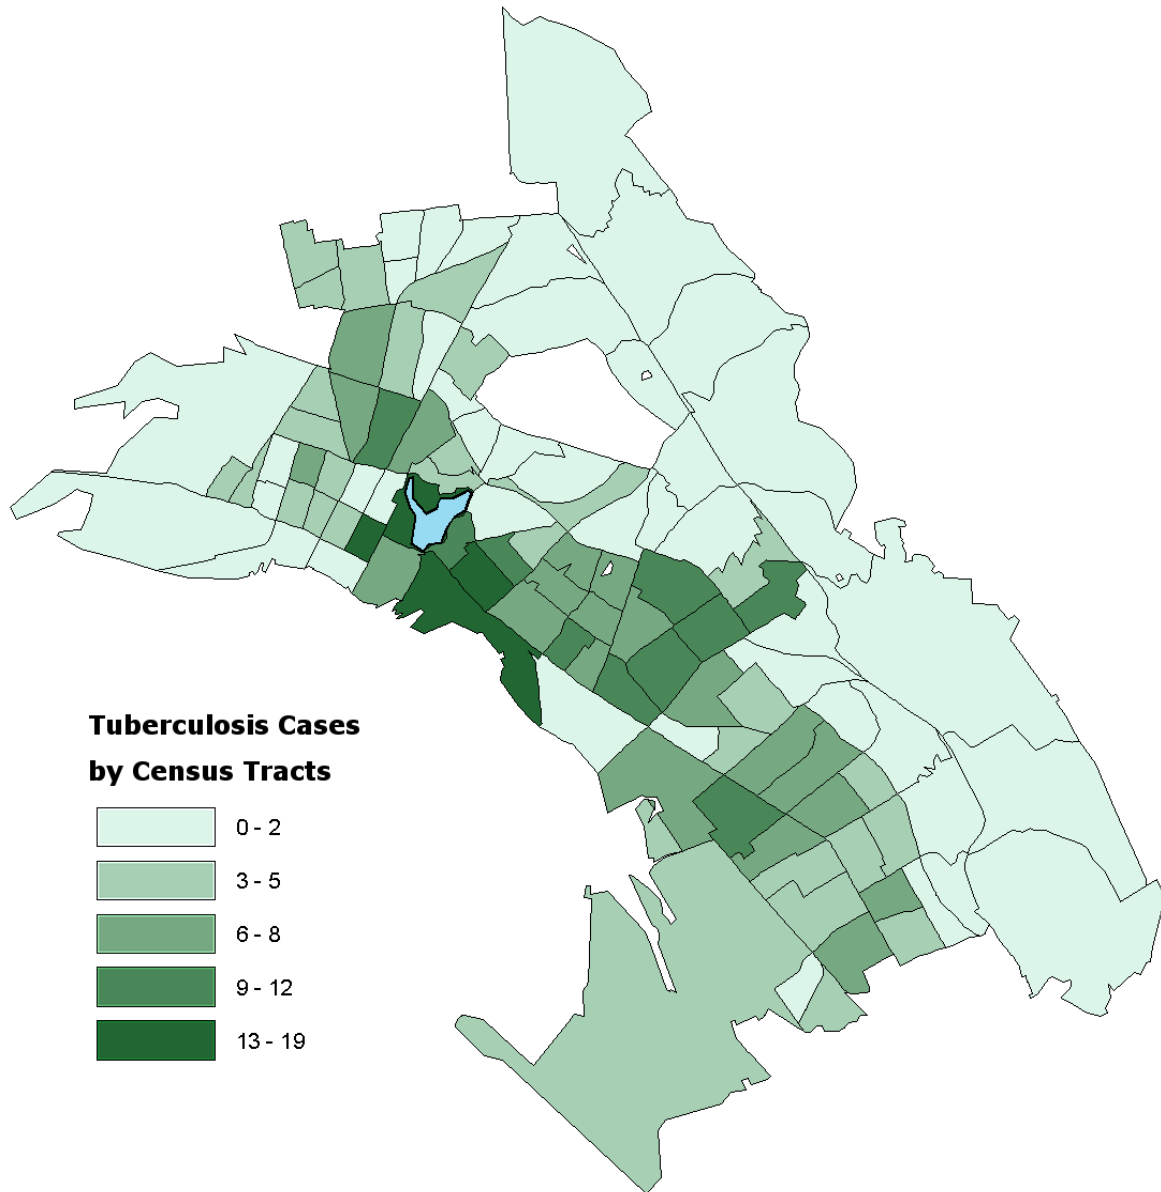 Tuberculosis Cases
by Census Tracts
0 - 2
3 - 5
6 - 8
9 - 12
13 - 19